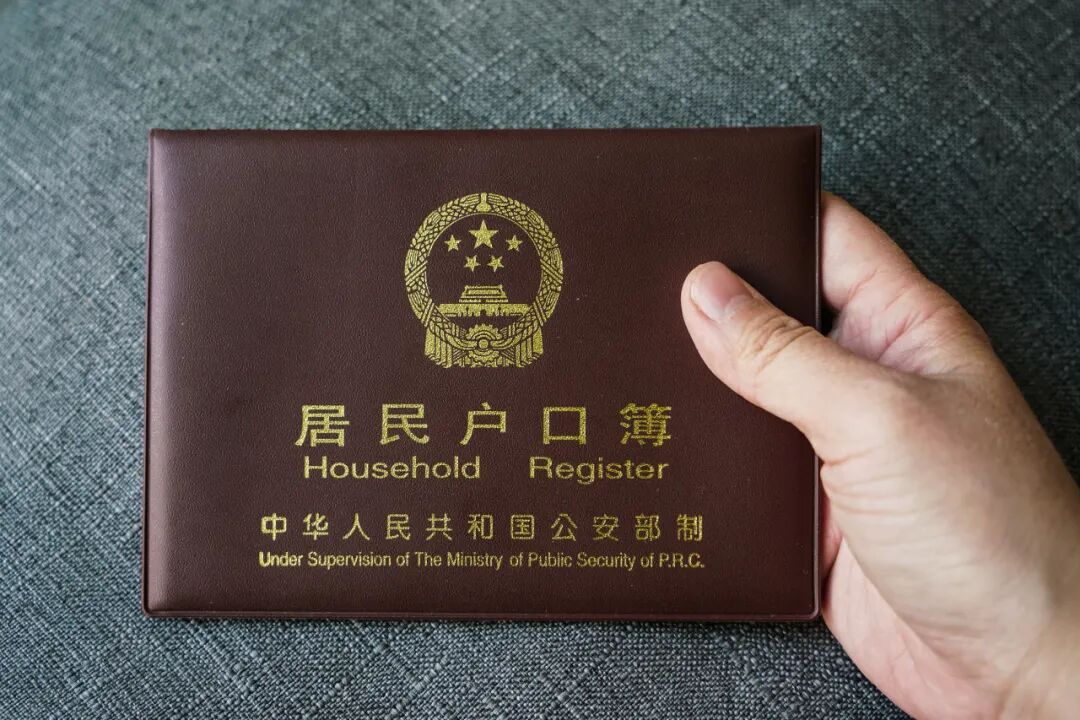 居民户口簿
Household Register
中华人民共和国公安部制
Under Supervision of The Ministry of Public Security of P.R.C.